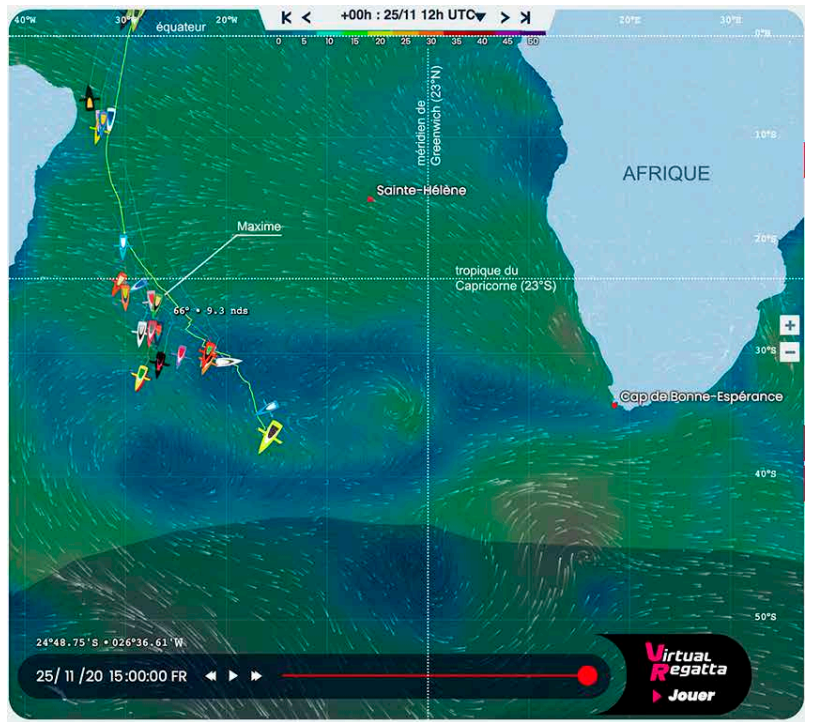 40°W
30°W
20°W
+00h : 25/11 12h UTC
20°E
30°E
équateur
0 5 10 15 20 25 30 35 40 45 50
0°N
méridien de
Greenwich (23°N)
10°S
AFRIQUE
Sainte-Hélène
Maxime
20°S
tropique du
Capricorne (23°S)
66° • 9.3 nds
+
−
30°S
Cap de Bonne-Espérance
40°S
50°S
24°48.75'S • 026°36.61'W
25/ 11 /20 15:00:00 FR
Virtual
Regatta
Jouer